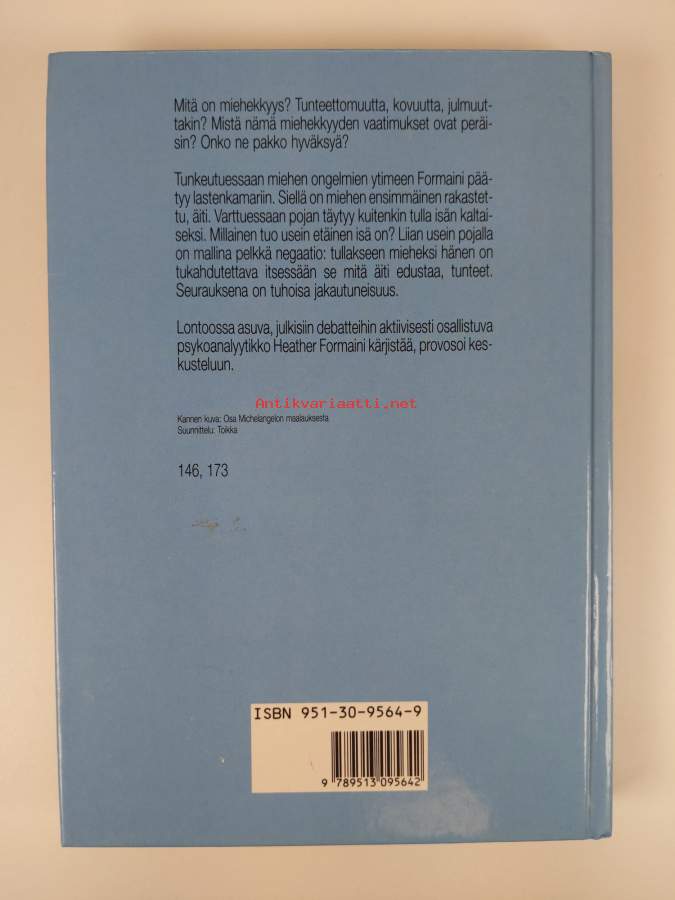 Mitä on miehekkyys? Tunteettomuutta, kovuutta, julmuut-
takin? Mistä nämä miehekkyyden vaatimukset ovat peräi-
sin? Onko ne pakko hyväksyä?
Tunkeutuessaan miehen ongelmien ytimeen Formaini pää-
tyy lastenkamariin. Siellä on miehen ensimmäinen rakastet-
tu, äiti. Varttuessaan pojan täytyy kuitenkin tulla isän kaltai-
seksi. Millainen tuo usein etäinen isä on? Liian usein pojalla
on mallina pelkkä negaatio: tullakseen mieheksi hänen on
tukahdutettava itsessään se mitä äiti edustaa, tunteet.
Seurauksena on tuhoisa jakautuneisuus.
Lontoossa asuva, julkisiin debatteihin aktiivisesti osallistuva
psykoanalyytikko Heather Formaini kärjistää, provosoi kes-
kusteluun.
Antikvariaatti.net
Kannen kuva: Osa Michelangelon maalauksesta
Suunnittelu: Toikka
146, 173
ISBN 951-30-9564-9
9 789513 095642